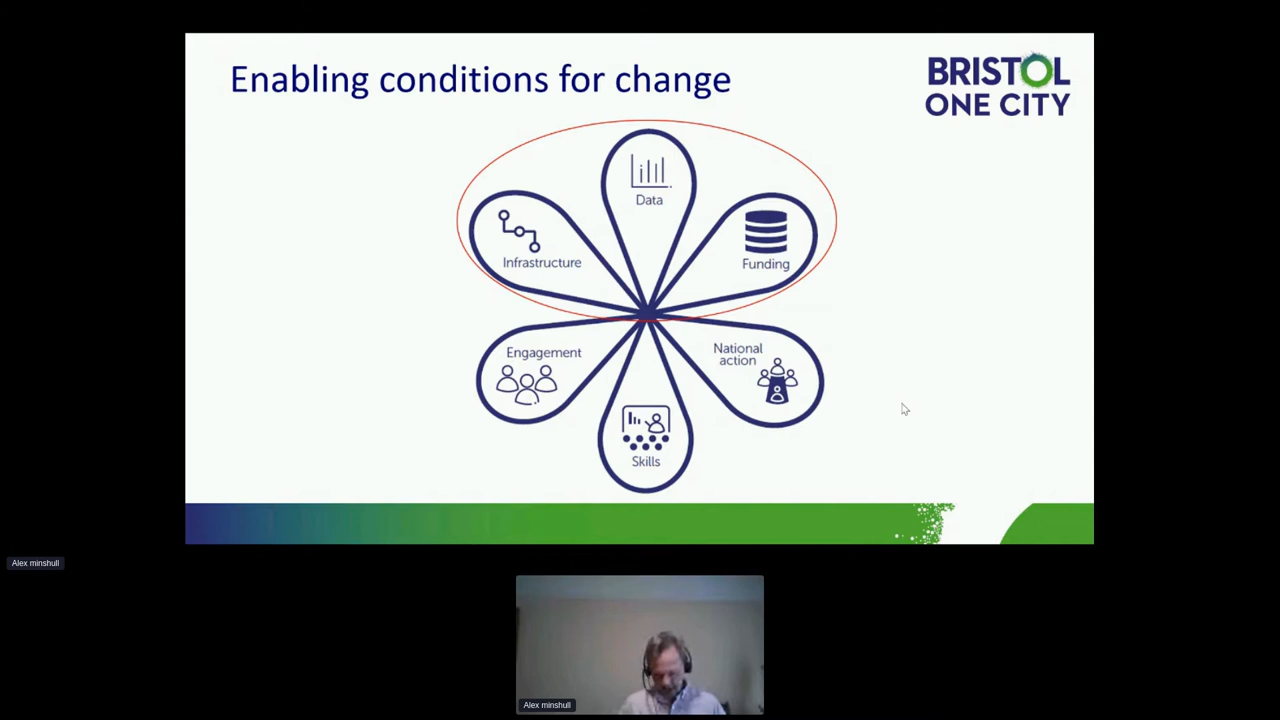 Enabling conditions for change
BRISTOL
ONE CITY
Data
Infrastructure
Funding
Engagement
National
action
Skills
Alex minshull
Alex minshull